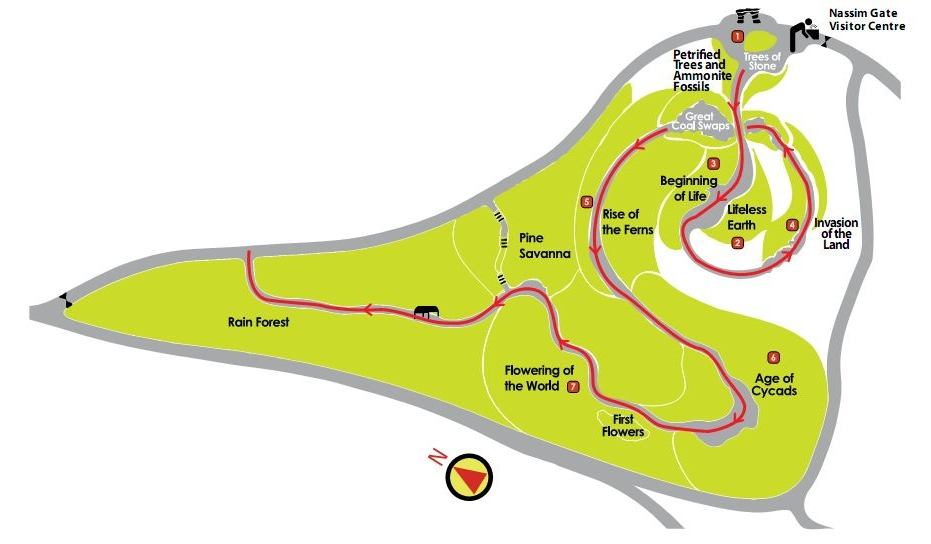 Nassim Gate
Visitor Centre
1
Trees of
Stone
Petrified
Trees and
Ammonite
Fossils
Great
Coal Swaps
3
Beginning
of Life
Lifeless
Earth
2
4
Invasion
of the
Land
5
Rise of
the Ferns
Pine
Savanna
Rain Forest
6
Age of
Cycads
Flowering of
the World 7
First
Flowers
N